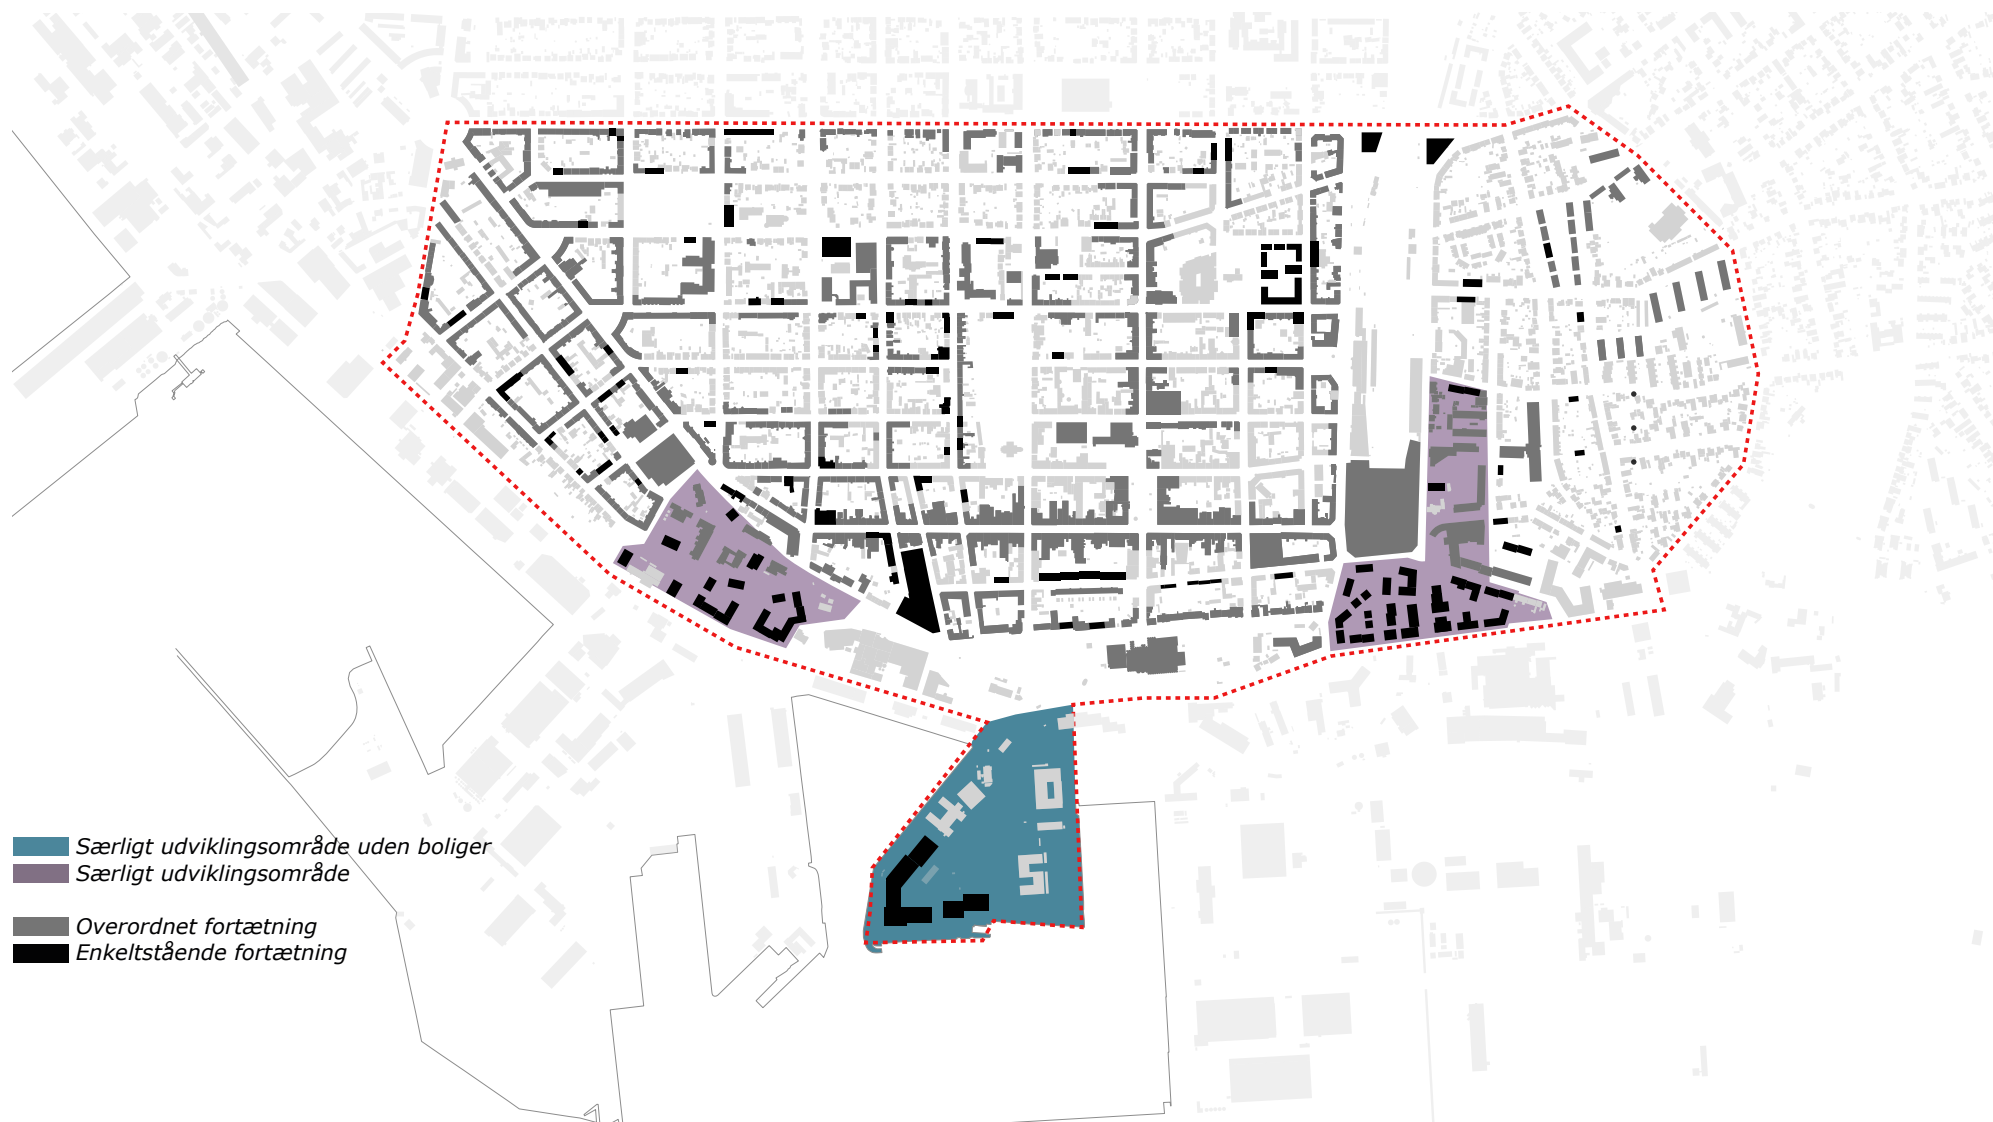 Særligt udviklingsområde uden boliger
Særligt udviklingsområde
Overordnet fortætning
Enkeltstående fortætning